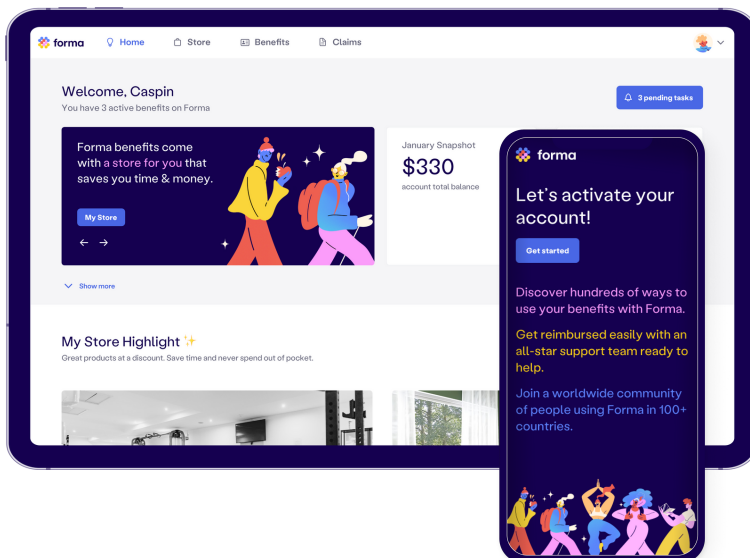 forma
Home
Store
Benefits
Claims
Welcome, Caspin
You have 3 active benefits on Forma
3 pending tasks
Forma benefits come
with a store for you that
saves you time & money.
My Store
January Snapshot
$330
account total balance
Show more
My Store Highlight
Great products at a discount. Save time and never spend out of pocket.
forma
Let's activate your
account!
Get started
Discover hundreds of ways to
use your benefits with Forma.
Get reimbursed easily with an
all-star support team ready to
help.
Join a worldwide community
of people using Forma in 100+
countries.